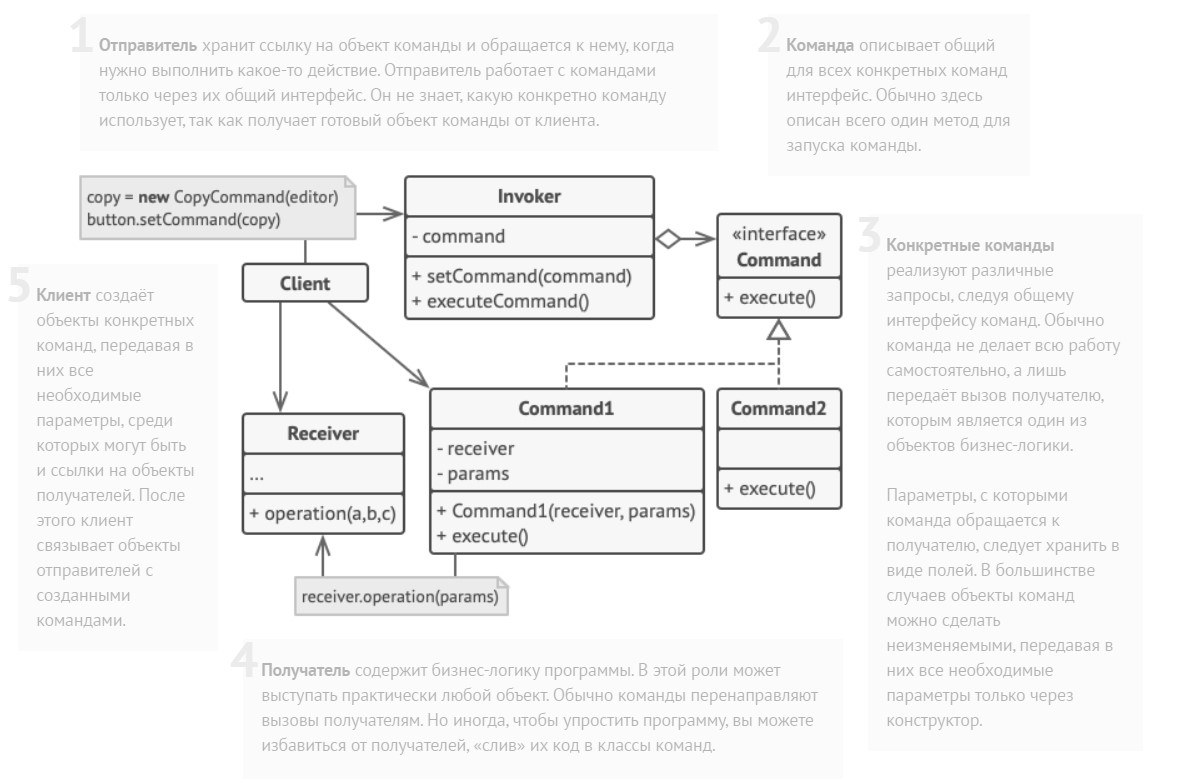 1
Отправитель хранит ссылку на объект команды и обращается к нему, когда
нужно выполнить какое-то действие. Отправитель работает с командами
только через их общий интерфейс. Он не знает, какую конкретно команду
использует, так как получает готовый объект команды от клиента.
2
Команда описывает общий
для всех конкретных команд
интерфейс. Обычно здесь
описан всего один метод для
запуска команды.
copy = new CopyCommand(editor)
button.setCommand(copy)
Invoker
- command
+ setCommand(command)
+ executeCommand()
«interface»
Command
+ execute()
3
Конкретные команды
реализуют различные
запросы, следуя общему
интерфейсу команд. Обычно
команда не делает всю работу
самостоятельно, а лишь
передаёт вызов получателю,
которым является один из
объектов бизнес-логики.
Параметры, с которыми
команда обращается к
получателю, следует хранить в
виде полей. В большинстве
случаев объекты команд
можно сделать
неизменяемыми, передавая в
них все необходимые
параметры только через
конструктор.
5
Клиент создаёт
объекты конкретных
команд, передавая в
них все
необходимые
параметры, среди
которых могут быть
и ссылки на объекты
получателей. После
этого клиент
связывает объекты
отправителей с
созданными
командами.
Client
Receiver
...
+ operation(a,b,c)
Command1
- receiver
- params
+ Command1(receiver, params)
+ execute()
Command2
+ execute()
receiver.operation(params)
4
Получатель содержит бизнес-логику программы. В этой роли может
выступать практически любой объект. Обычно команды перенаправляют
вызовы получателям. Но иногда, чтобы упростить программу, вы можете
избавиться от получателей, «слив» их код в классы команд.